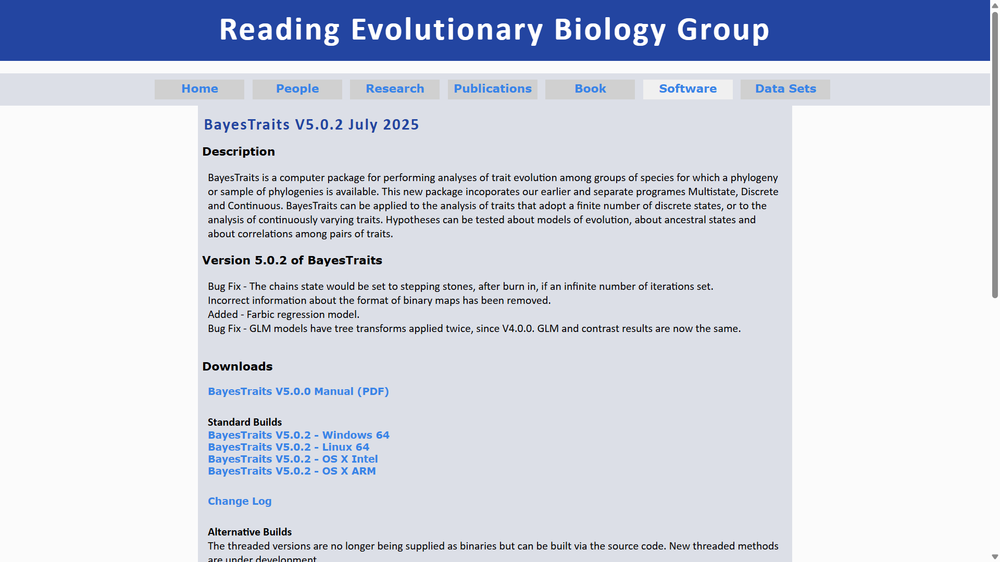 Reading Evolutionary Biology Group
Home People Research Publications Book Software Data Sets
BayesTraits V5.0.2 July 2025
Description
BayesTraits is a computer package for performing analyses of trait evolution among groups of species for which a phylogeny
or sample of phylogenies is available. This new package incoporates our earlier and separate programes Multistate, Discrete
and Continuous. BayesTraits can be applied to the analysis of traits that adopt a finite number of discrete states, or to the
analysis of continuously varying traits. Hypotheses can be tested about models of evolution, about ancestral states and
about correlations among pairs of traits.
Version 5.0.2 of BayesTraits
Bug Fix - The chains state would be set to stepping stones, after burn in, if an infinite number of iterations set.
Incorrect information about the format of binary maps has been removed.
Added - Farbic regression model.
Bug Fix - GLM models have tree transforms applied twice, since V4.0.0. GLM and contrast results are now the same.
Downloads
BayesTraits V5.0.0 Manual (PDF)
Standard Builds
BayesTraits V5.0.2 - Windows 64
BayesTraits V5.0.2 - Linux 64
BayesTraits V5.0.2 - OS X Intel
BayesTraits V5.0.2 - OS X ARM
Change Log
Alternative Builds
The threaded versions are no longer being supplied as binaries but can be built via the source code. New threaded methods
are under development